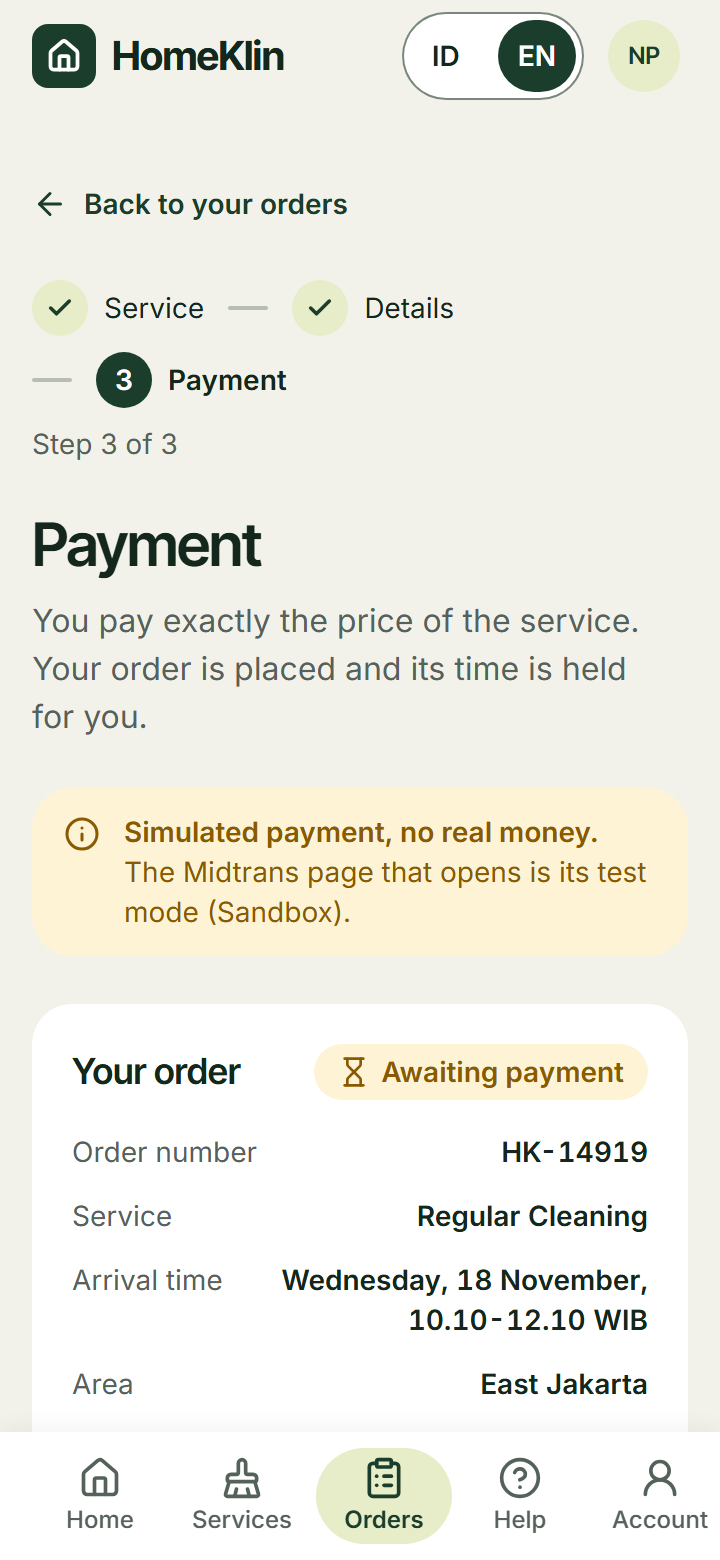 HomeKlin
ID EN NP
Back to your orders
Service Details
3 Payment
Step 3 of 3
Payment
You pay exactly the price of the service.
Your order is placed and its time is held
for you.
Simulated payment, no real money.
The Midtrans page that opens is its test
mode (Sandbox).
Your order Awaiting payment
Order number HK-14919
Service Regular Cleaning
Arrival time Wednesday, 18 November,
10.10-12.10 WIB
Area East Jakarta
Home Services Orders Help Account